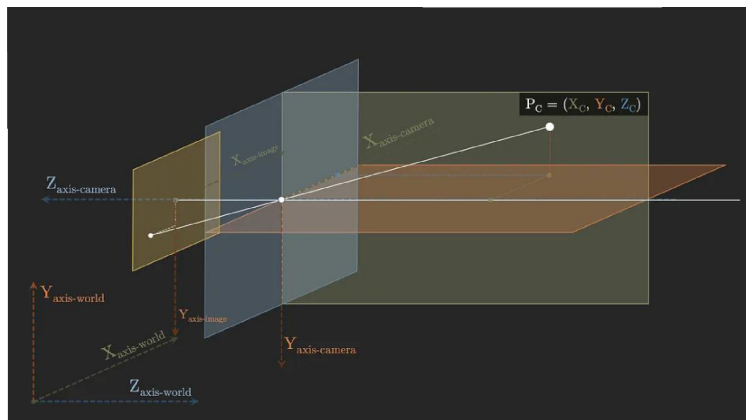 P_C = (X_C, Y_C, Z_C)
X_axis-camera
X_axis-image
Z_axis-camera
Y_axis-world
Y_axis-image
X_axis-world
Y_axis-camera
Z_axis-world